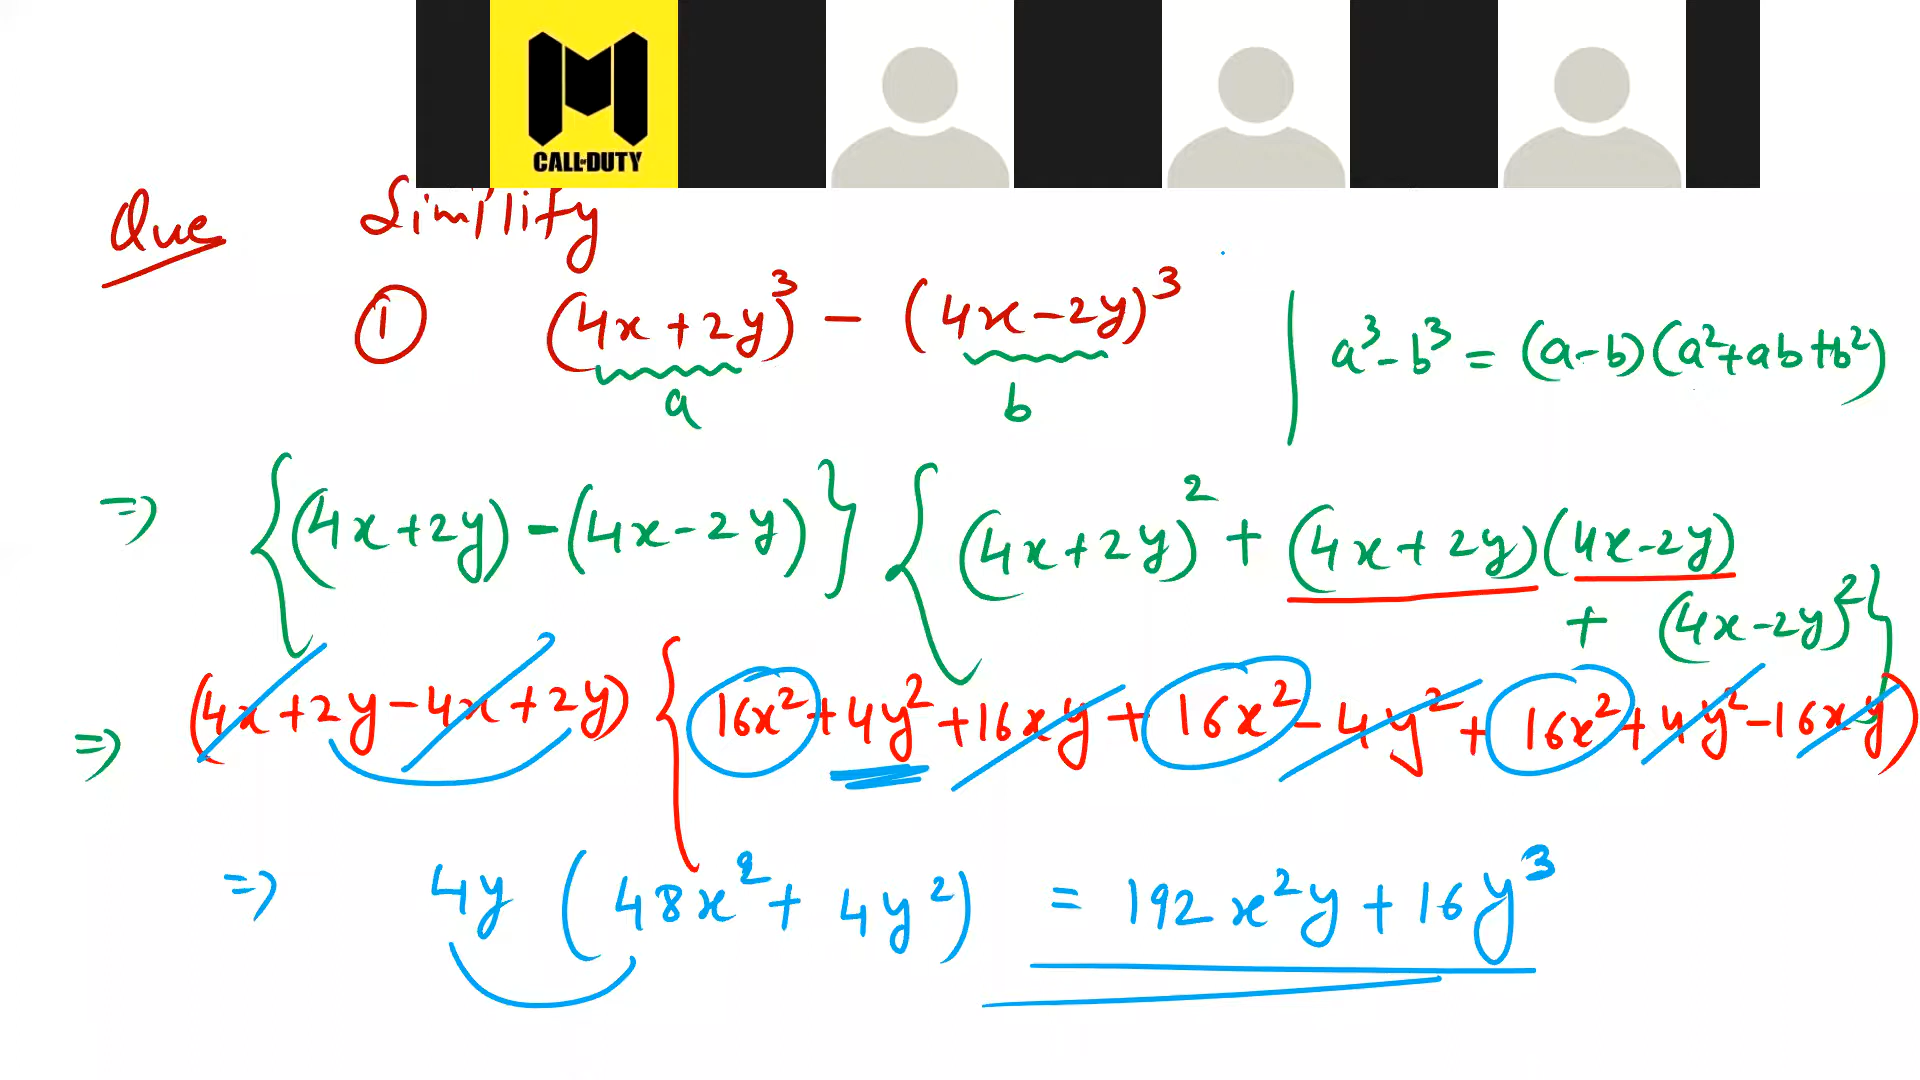 CALL OF DUTY
Que Simplify
① (4x+2y)³ − (4x−2y)³
a b
a³−b³ = (a−b)(a²+ab+b²)
⇒ {(4x+2y)−(4x−2y)} {(4x+2y)² + (4x+2y)(4x−2y)
+ (4x−2y)²}
⇒ (4x+2y−4x+2y) {16x²+4y²+16xy+16x²−4y²+16x²+4y²−16xy)
⇒ 4y (48x²+4y²) = 192x²y+16y³